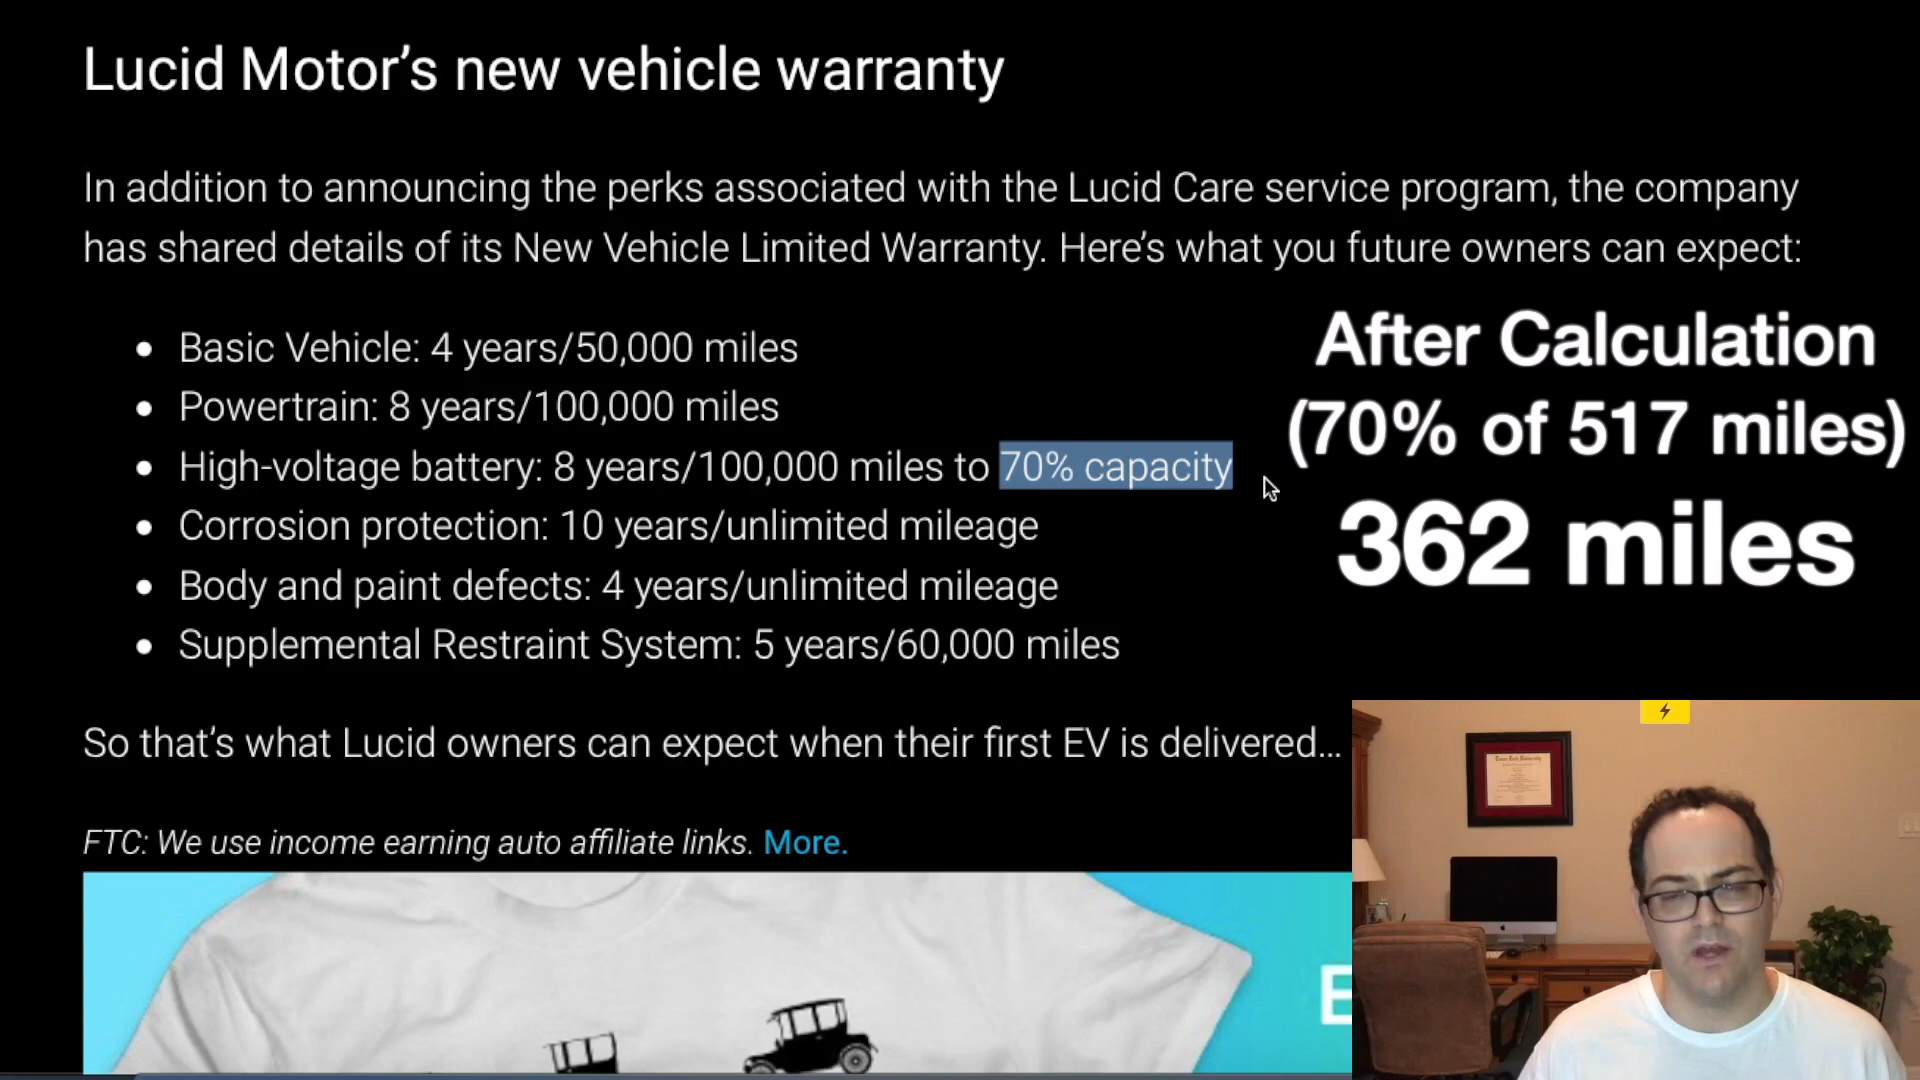 Lucid Motor’s new vehicle warranty
In addition to announcing the perks associated with the Lucid Care service program, the company
has shared details of its New Vehicle Limited Warranty. Here’s what you future owners can expect:
• Basic Vehicle: 4 years/50,000 miles
• Powertrain: 8 years/100,000 miles
• High-voltage battery: 8 years/100,000 miles to 70% capacity
• Corrosion protection: 10 years/unlimited mileage
• Body and paint defects: 4 years/unlimited mileage
• Supplemental Restraint System: 5 years/60,000 miles
After Calculation
(70% of 517 miles)
362 miles
So that’s what Lucid owners can expect when their first EV is delivered…
FTC: We use income earning auto affiliate links. More.
E
Texas Tech University